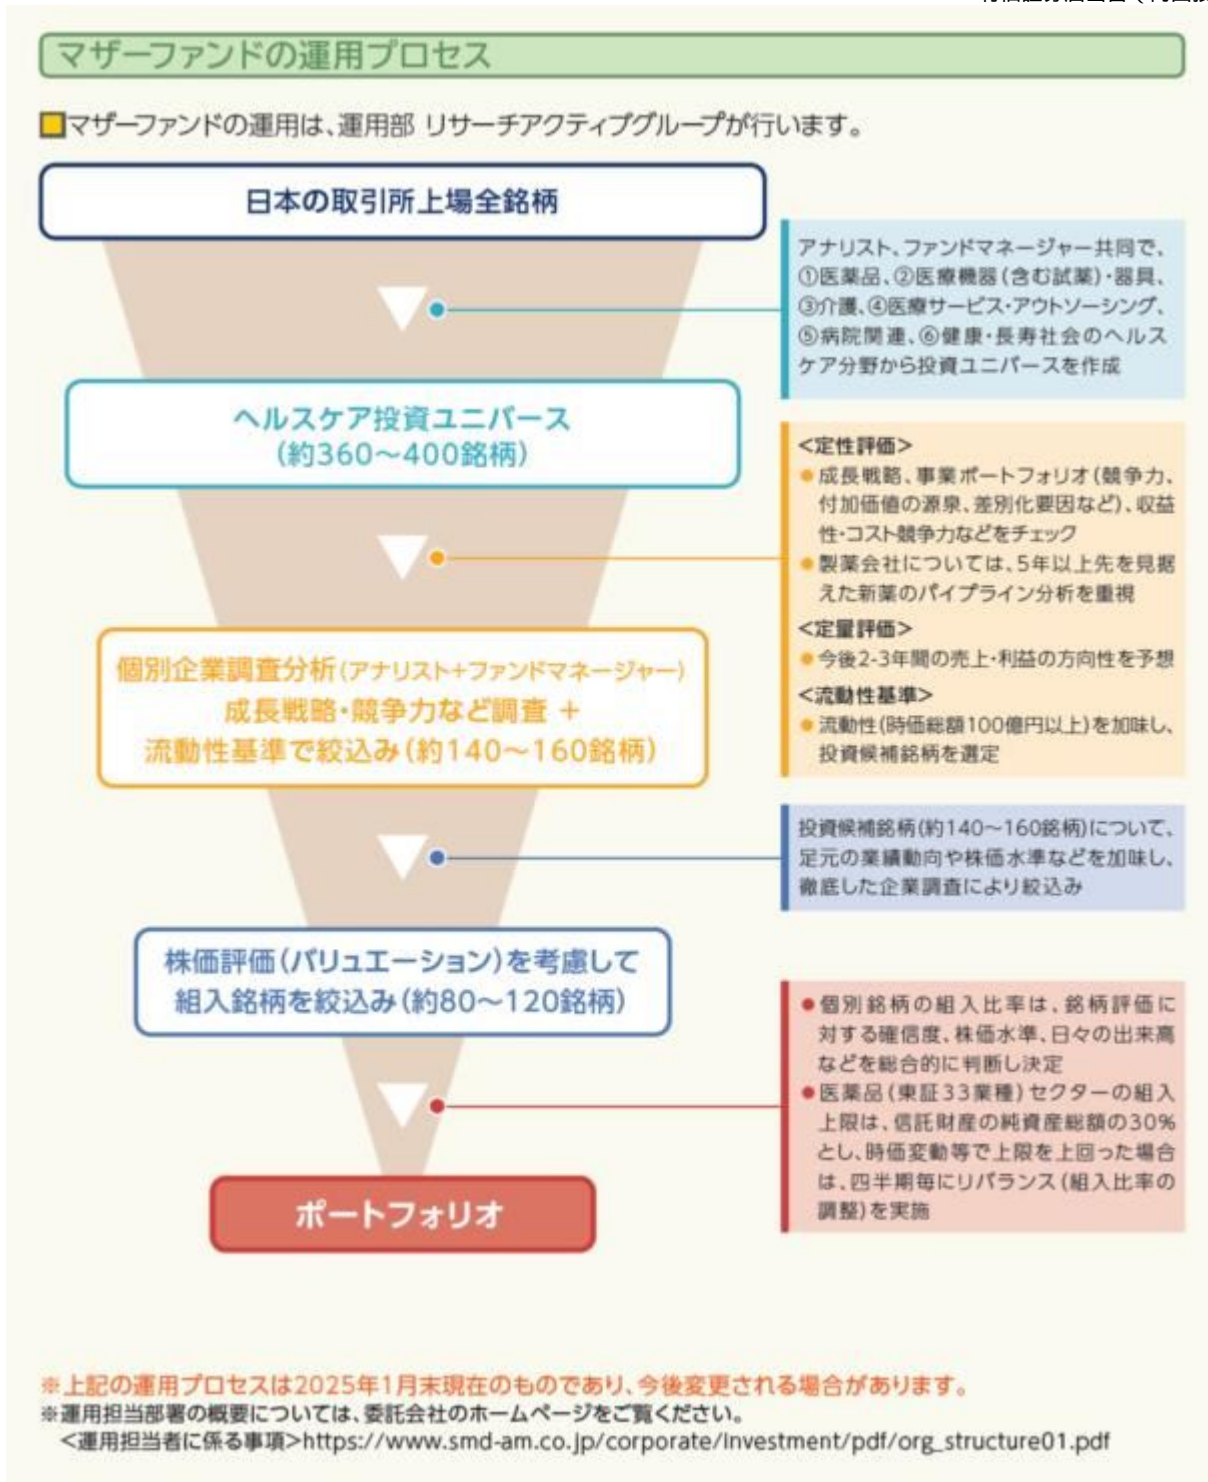 マザーファンドの運用プロセス
■マザーファンドの運用は、運用部 リサーチアクティブグループが行います。
日本の取引所上場全銘柄
アナリスト、ファンドマネージャー共同で、
①医薬品、②医療機器(含む試薬)・器具、
③介護、④医療サービス・アウトソーシング、
⑤病院関連、⑥健康・長寿社会のヘルス
ケア分野から投資ユニバースを作成
ヘルスケア投資ユニバース
(約360～400銘柄)
<定性評価>
●成長戦略、事業ポートフォリオ(競争力、
付加価値の源泉、差別化要因など)、収益
性・コスト競争力などをチェック
●製薬会社については、5年以上先を見据
えた新薬のパイプライン分析を重視
<定量評価>
●今後2-3年間の売上・利益の方向性を予想
<流動性基準>
●流動性(時価総額100億円以上)を加味し、
投資候補銘柄を選定
個別企業調査分析(アナリスト+ファンドマネージャー)
成長戦略・競争力など調査 +
流動性基準で絞込み(約140～160銘柄)
投資候補銘柄(約140～160銘柄)について、
足元の業績動向や株価水準などを加味し、
徹底した企業調査により絞込み
株価評価(バリュエーション)を考慮して
組入銘柄を絞込み(約80～120銘柄)
●個別銘柄の組入比率は、銘柄評価に
対する確信度、株価水準、日々の出来高
などを総合的に判断し決定
●医薬品(東証33業種)セクターの組入
上限は、信託財産の純資産総額の30%
とし、時価変動等で上限を上回った場合
は、四半期毎にリバランス(組入比率の
調整)を実施
ポートフォリオ
※上記の運用プロセスは2025年1月末現在のものであり、今後変更される場合があります。
※運用担当部署の概要については、委託会社のホームページをご覧ください。
<運用担当者に係る事項>https://www.smd-am.co.jp/corporate/investment/pdf/org_structure01.pdf